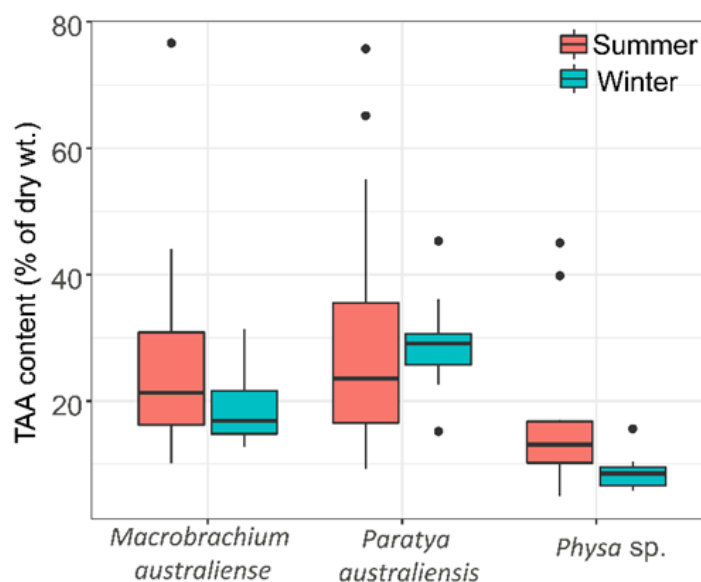 80
60
40
20
TAA content (% of dry wt.)
Summer
Winter
Macrobrachium
australiense
Paratya
australiensis
Physa sp.